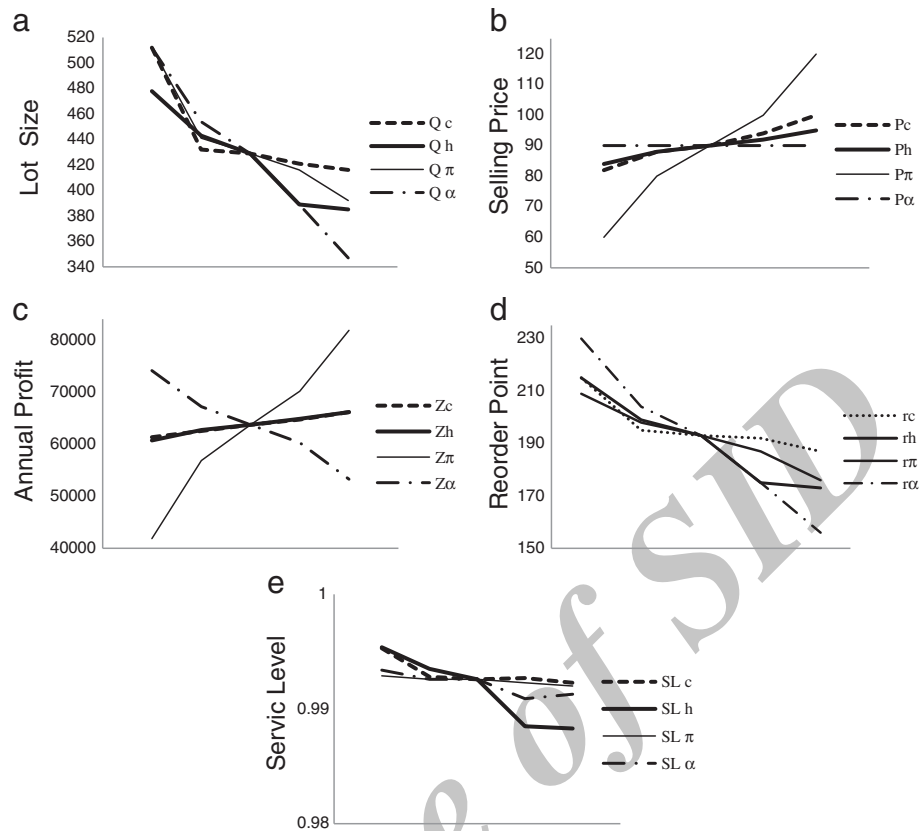 a
520
500
480
460
440
420
400
380
360
340
Lot Size
Q c
Q h
Q π
Q α
b
120
110
100
90
80
70
60
50
Selling Price
Pc
Ph
Pπ
Pα
c
80000
70000
60000
50000
40000
Annual Profit
Zc
Zh
Zπ
Zα
d
230
210
190
170
150
Reorder Point
rc
rh
rπ
rα
e
1
0.99
0.98
Servic Level
SL c
SL h
SL π
SL α
of SID